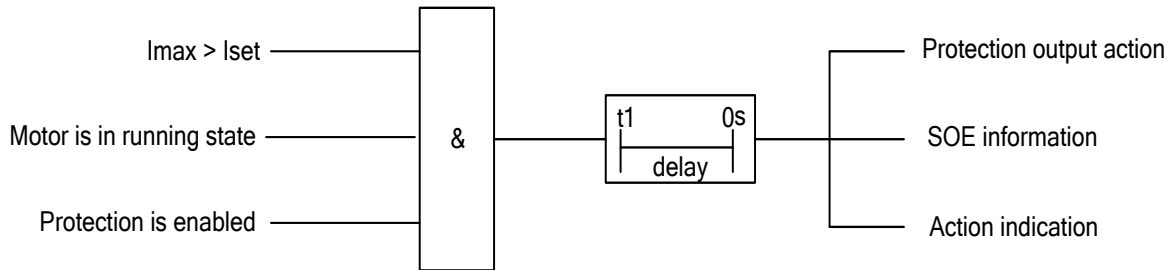 Imax > Iset
Motor is in running state
Protection is enabled
&
t1 0s
delay
Protection output action
SOE information
Action indication